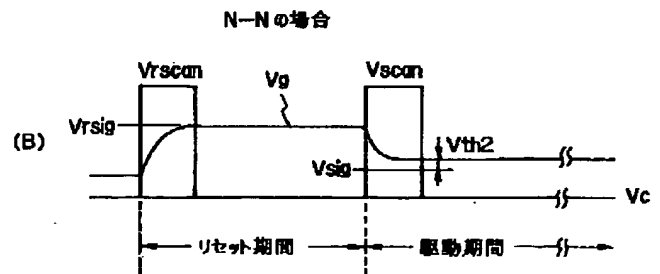 N—Nの場合
Vrscan
Vg
Vscan
(B)
Vrsig
Vth2
Vsig
Vc
リセット期間
駆動期間